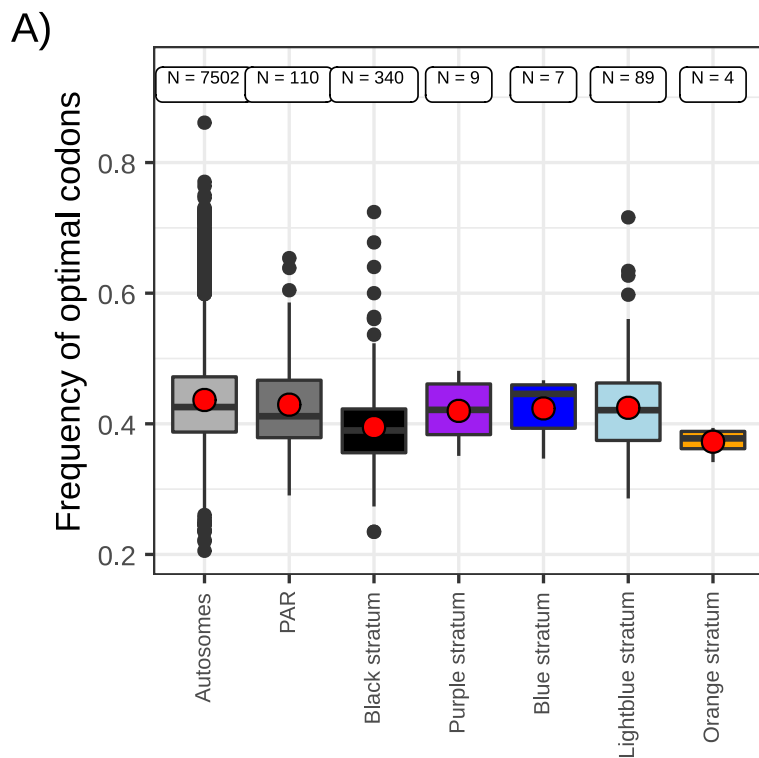 A)
N = 7502
N = 110
N = 340
N = 9
N = 7
N = 89
N = 4
Frequency of optimal codons
0.8
0.6
0.4
0.2
Autosomes
PAR
Black stratum
Purple stratum
Blue stratum
Lightblue stratum
Orange stratum